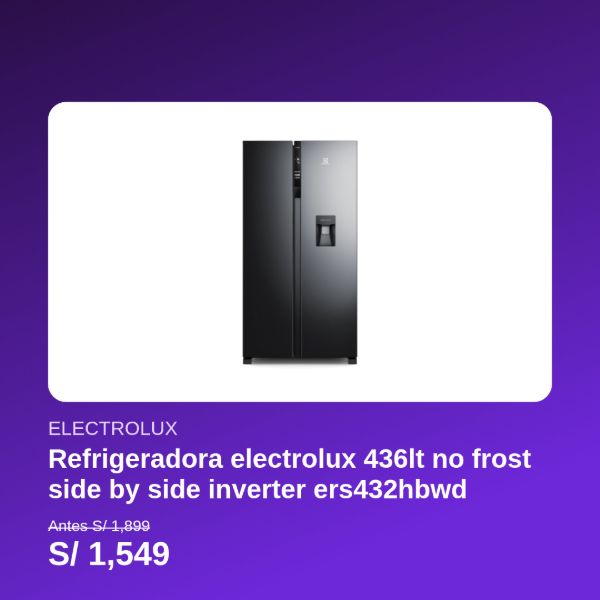 ELECTROLUX
Refrigeradora electrolux 436lt no frost
side by side inverter ers432hbwd
Antes S/ 1,899
S/ 1,549